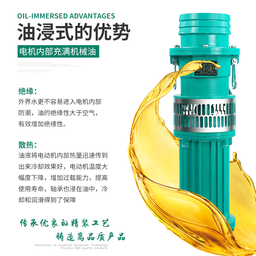 OIL-IMMERSED ADVANTAGES
油浸式的优势
电机内部充满机械油
绝缘：
外界水更不容易进入电机内部
防潮，油的绝缘性大于空气，
有效增加绝缘性。
散热：
油液将电动机内部热量迅速传到
出来冷却效果好，电动机温度大
幅度下降，增加过载能力，提高
使用寿命，轴承也浸在油中，冷
却和润滑得到了保障
传承优良的精装工艺
铸造高品质产品